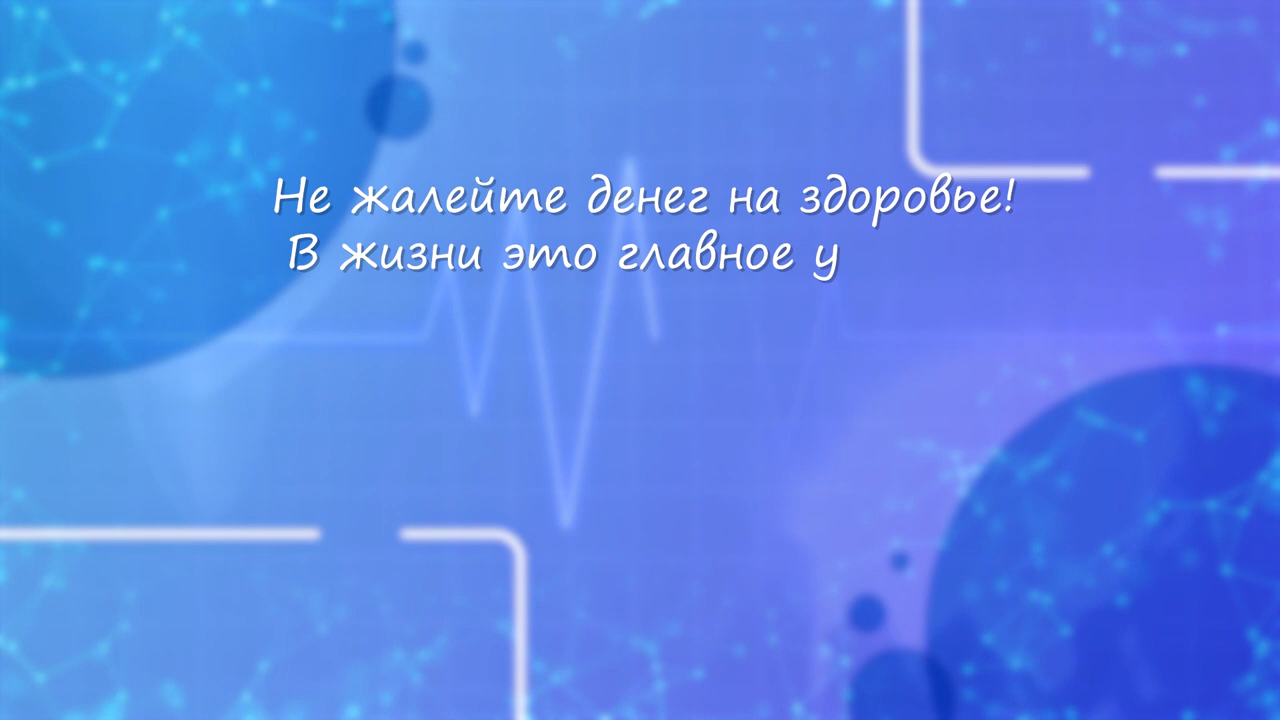 Не жалейте денег на здоровье!
В жизни это главное у